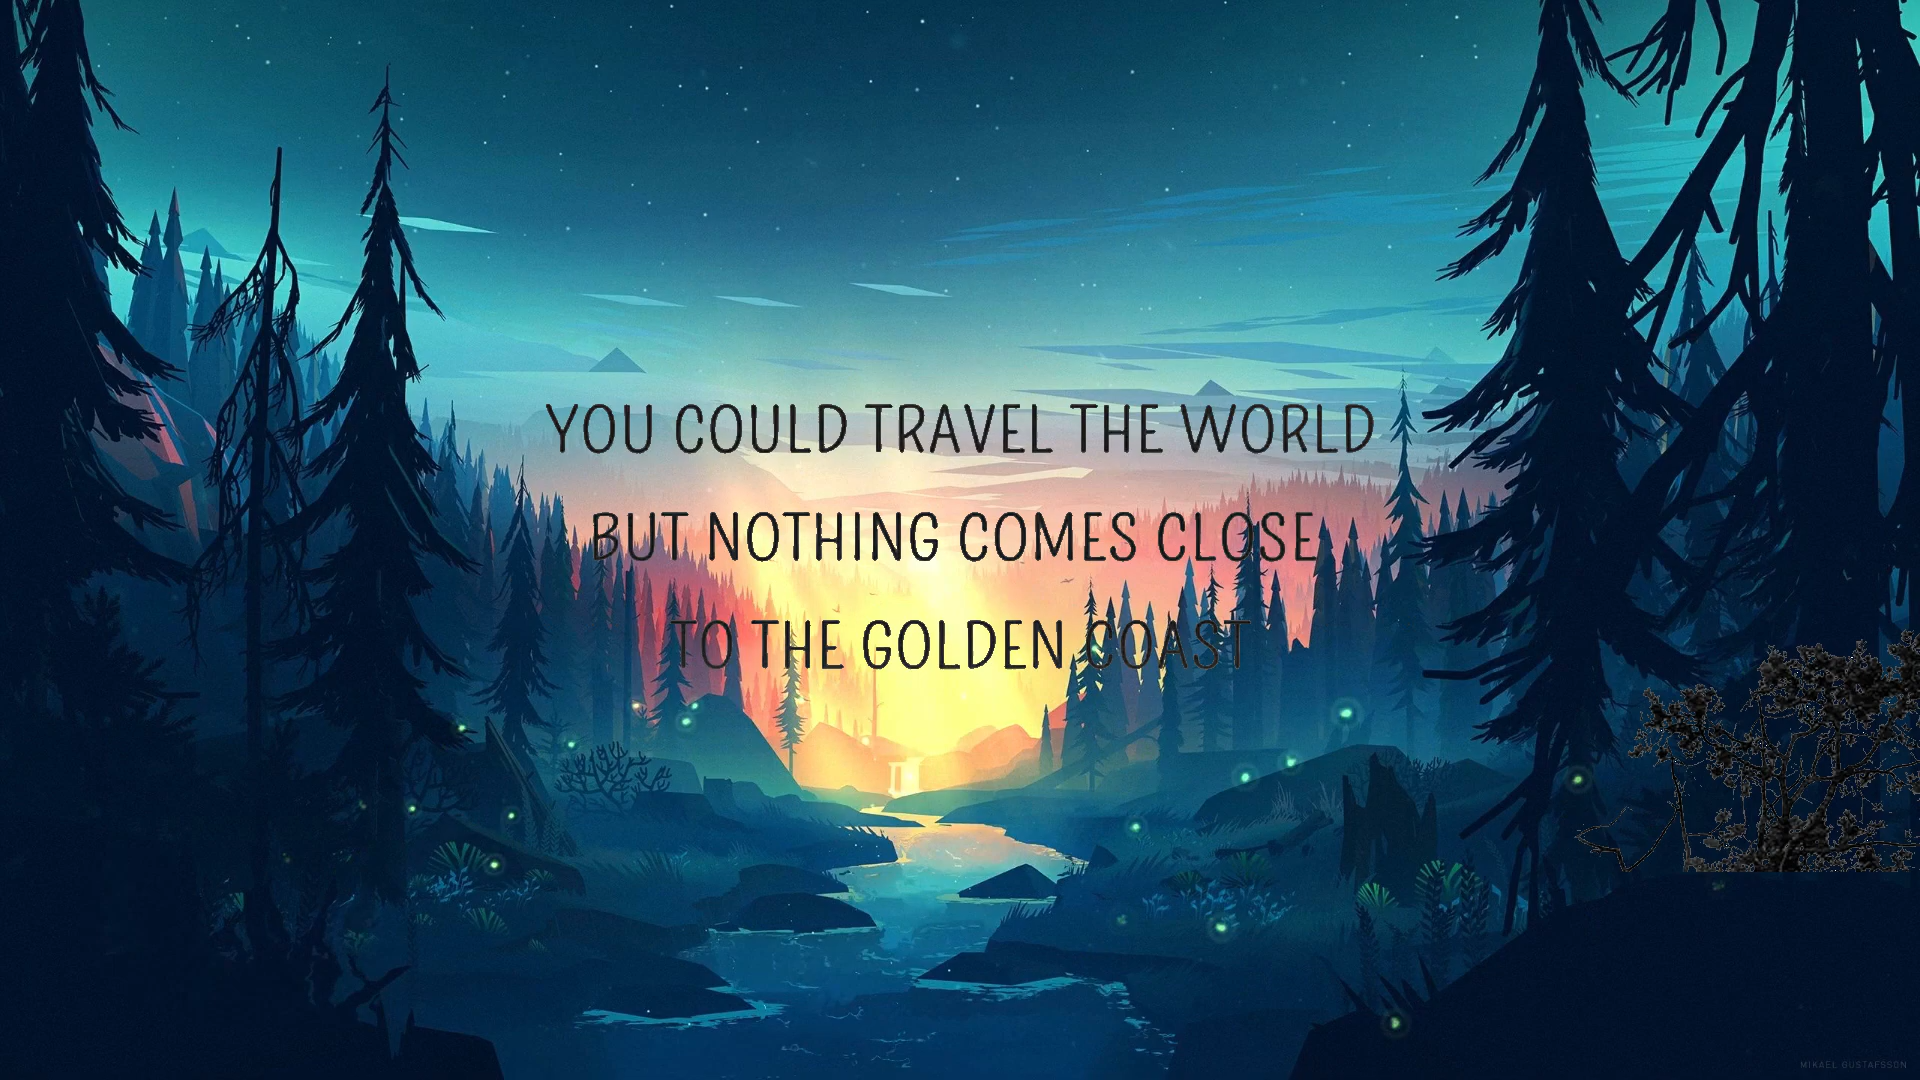 YOU COULD TRAVEL THE WORLD
BUT NOTHING COMES CLOSE
TO THE GOLDEN COAST
MIKAEL GUSTAFSSON